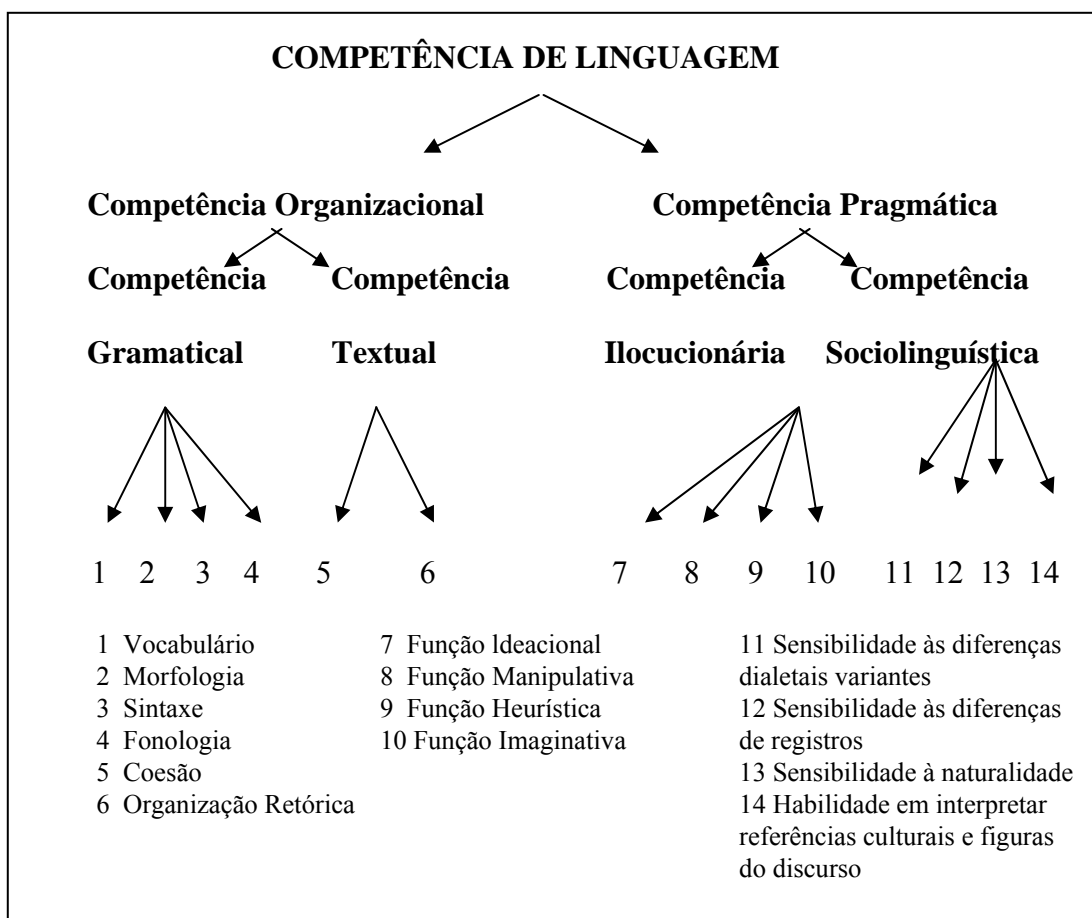 COMPETÊNCIA DE LINGUAGEM
Competência Organizacional Competência Pragmática
Competência Competência Competência Competência
Gramatical Textual Ilocucionária Sociolinguística
1 2 3 4 5 6 7 8 9 10 11 12 13 14
1 Vocabulário
2 Morfologia
3 Sintaxe
4 Fonologia
5 Coesão
6 Organização Retórica
7 Função Ideacional
8 Função Manipulativa
9 Função Heurística
10 Função Imaginativa
11 Sensibilidade às diferenças
dialetais variantes
12 Sensibilidade às diferenças
de registros
13 Sensibilidade à naturalidade
14 Habilidade em interpretar
referências culturais e figuras
do discurso